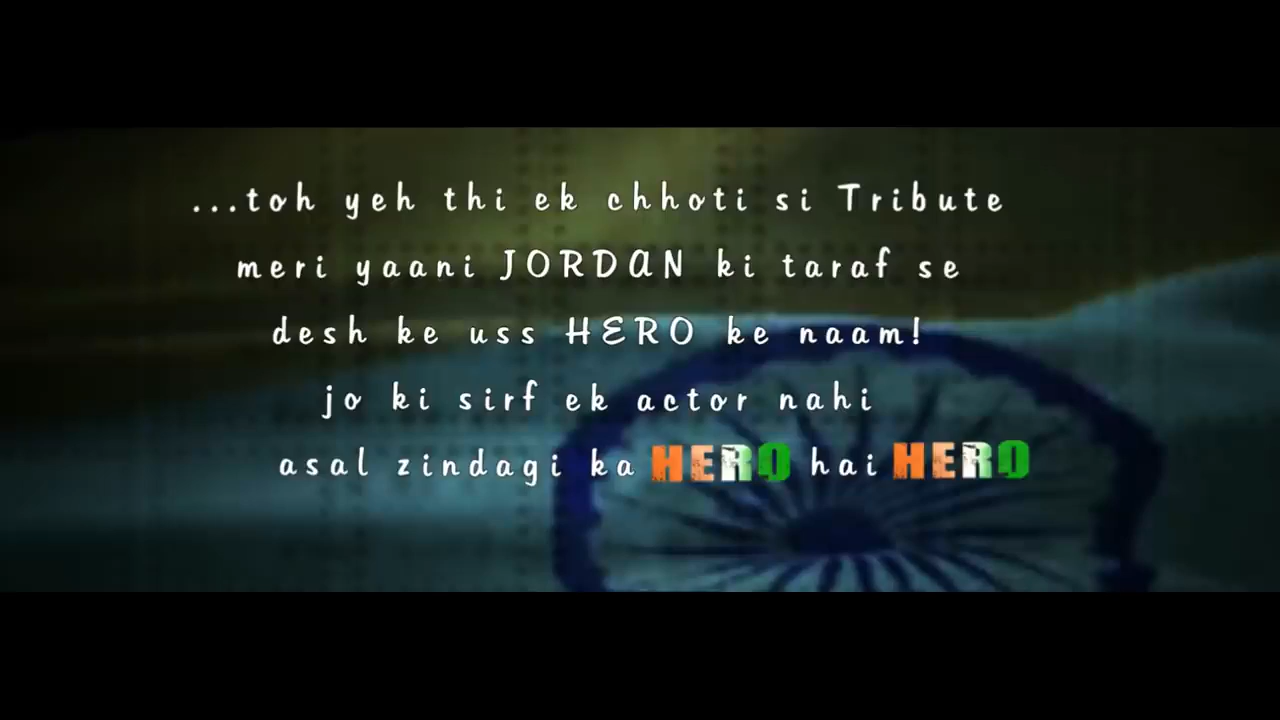 ...toh yeh thi ek chhoti si Tribute
meri yaani JORDAN ki taraf se
desh ke uss HERO ke naam!
jo ki sirf ek actor nahi
asal zindagi ka HERO hai HERO